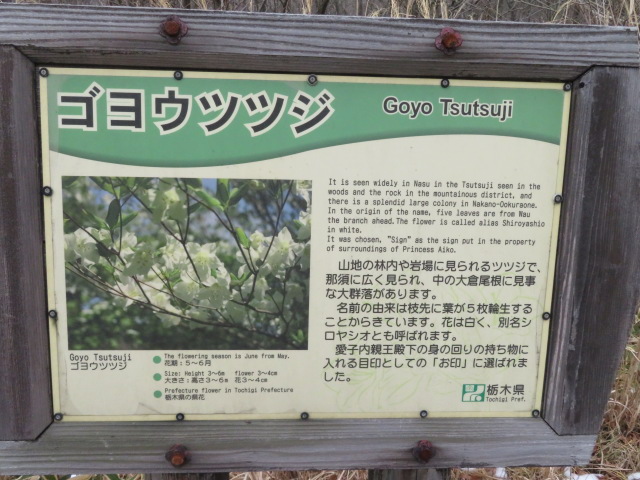 ゴヨウツツジ
Goyo Tsutsuji
It is seen widely in Nasu in the Tsutsuji seen in the
woods and the rock in the mountainous district, and
there is a splendid large colony in Nakano-Ookuraone.
In the origin of the name, five leaves are from Wau
the branch ahead.The flower is called alias Shiroyashio
in white.
It was chosen, "Sign" as the sign put in the property
of surroundings of Princess Aiko.
山地の林内や岩場に見られるツツジで、
那須に広く見られ、中の大倉尾根に見事
な大群落があります。
名前の由来は枝先に葉が5枚輪生する
ことからきています。花は白く、別名シ
ロヤシオとも呼ばれます。
愛子内親王殿下の身の回りの持ち物に
入れる目印としての「お印」に選ばれま
した。
Goyo Tsutsuji
ゴヨウツツジ
The flowering season is June from May.
花期：5～6月
Size: Height 3～6m flower 3～4cm
大きさ：高さ3～6m 花3～4cm
Prefecture flower in Tochigi Prefecture
栃木県の県花
栃木県
Tochigi Pref.